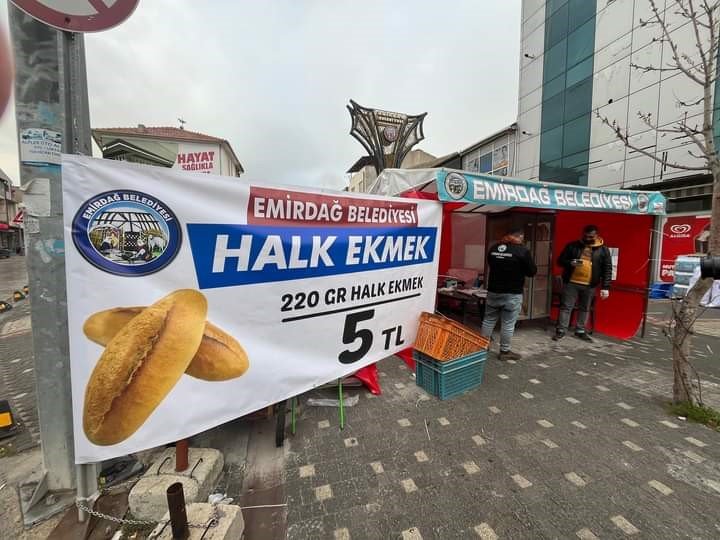 EMİRDAĞ BELEDİYESİ
EMİRDAĞ BELEDİYESİ
HALK EKMEK
220 GR HALK EKMEK
5 TL
EMİRDAĞ BELEDİYESİ
HAYAT
SAĞLIKLA
ALGIDA